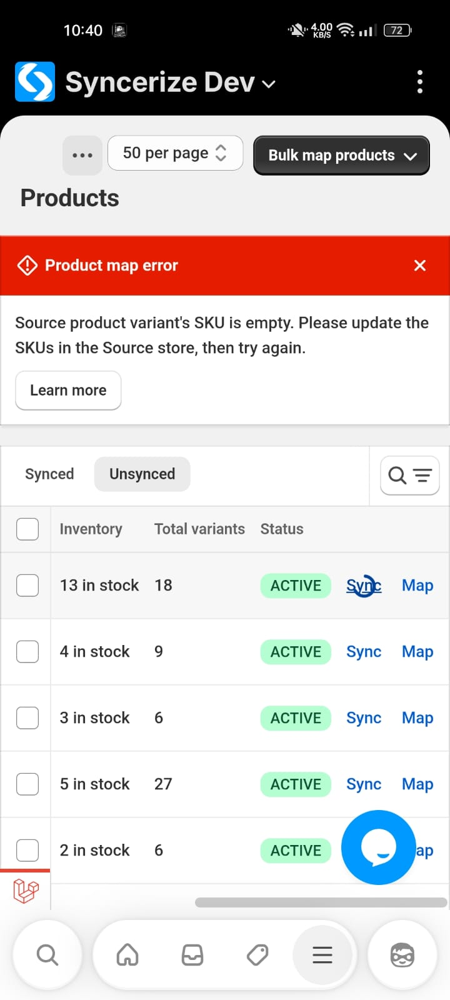 10:40
4.00
KB/S
72
Syncerize Dev
50 per page
Bulk map products
Products
Product map error
Source product variant's SKU is empty. Please update the
SKUs in the Source store, then try again.
Learn more
Synced Unsynced
Inventory Total variants Status
13 in stock 18 ACTIVE Sync Map
4 in stock 9 ACTIVE Sync Map
3 in stock 6 ACTIVE Sync Map
5 in stock 27 ACTIVE Sync Map
2 in stock 6 ACTIVE ap